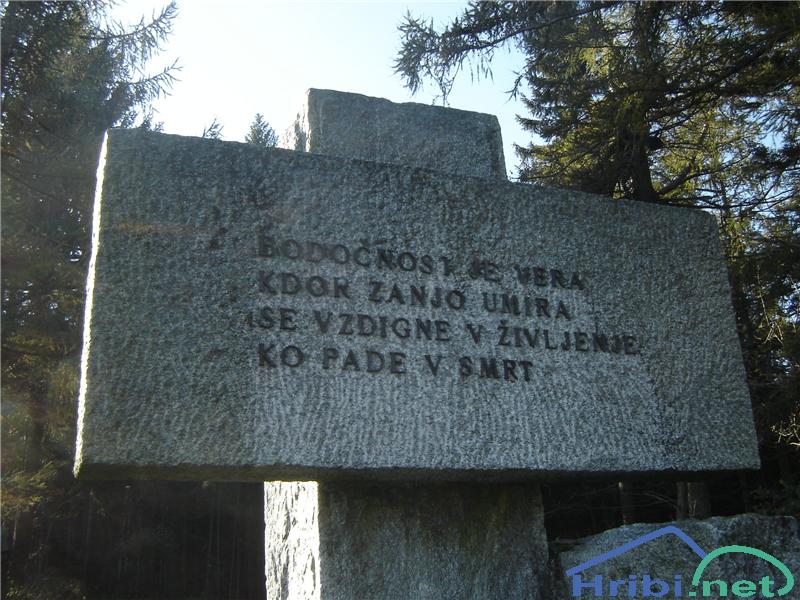 BODOČNOST JE VERA
KDOR ZANJO UMIRA
SE VZDIGNE V ŽIVLJENJE
KO PADE V SMRT
Hribi.net